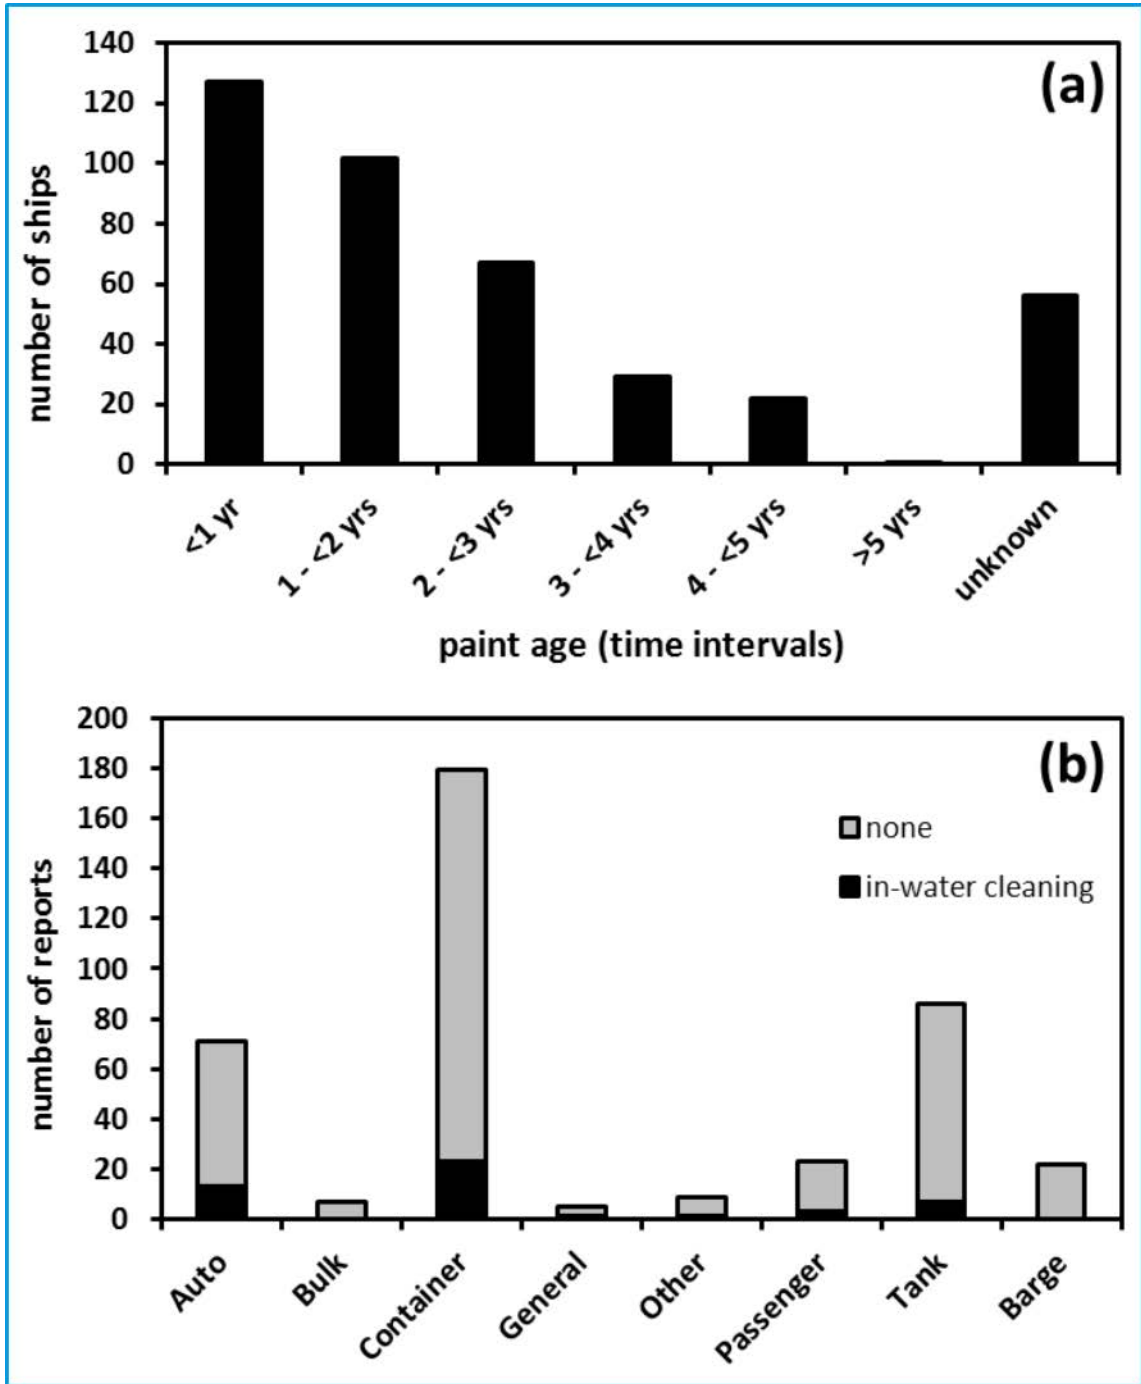 (a)
number of ships
140
120
100
80
60
40
20
0
<1 yr
1 - <2 yrs
2 - <3 yrs
3 - <4 yrs
4 - <5 yrs
>5 yrs
unknown
paint age (time intervals)
(b)
number of reports
200
180
160
140
120
100
80
60
40
20
0
none
in-water cleaning
Auto
Bulk
Container
General
Other
Passenger
Tank
Barge